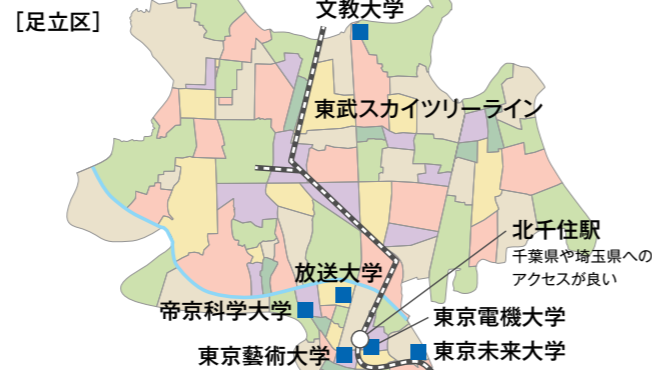 [足立区]
文教大学
東武スカイツリーライン
北千住駅
千葉県や埼玉県への
アクセスが良い
放送大学
帝京科学大学
東京電機大学
東京藝術大学
東京未来大学